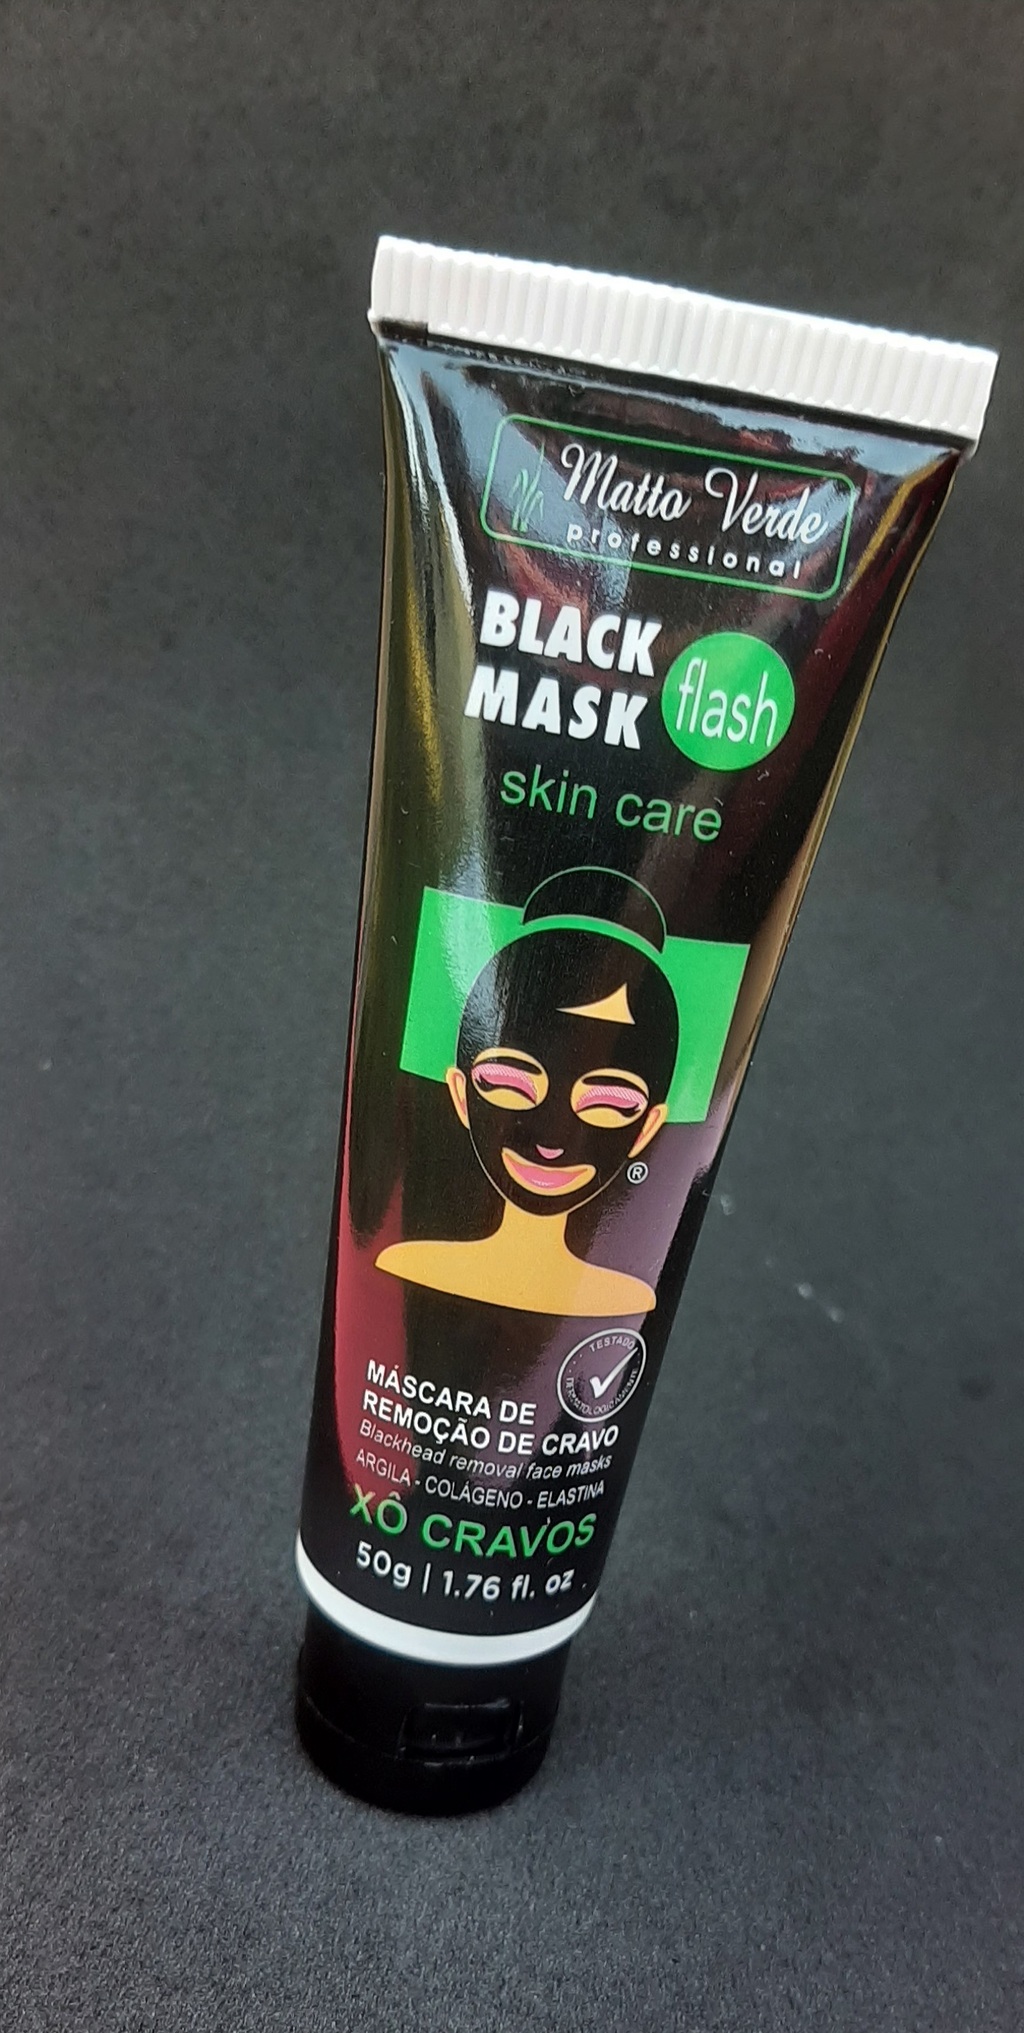 Matto Verde
professional
BLACK
MASK
flash
skin care
®
TESTADO
DERMATOLOGICAMENTE
MÁSCARA DE
REMOÇÃO DE CRAVO
Blackhead removal face masks
ARGILA - COLÁGENO - ELASTINA
XÔ CRAVOS
50g | 1.76 fl. oz